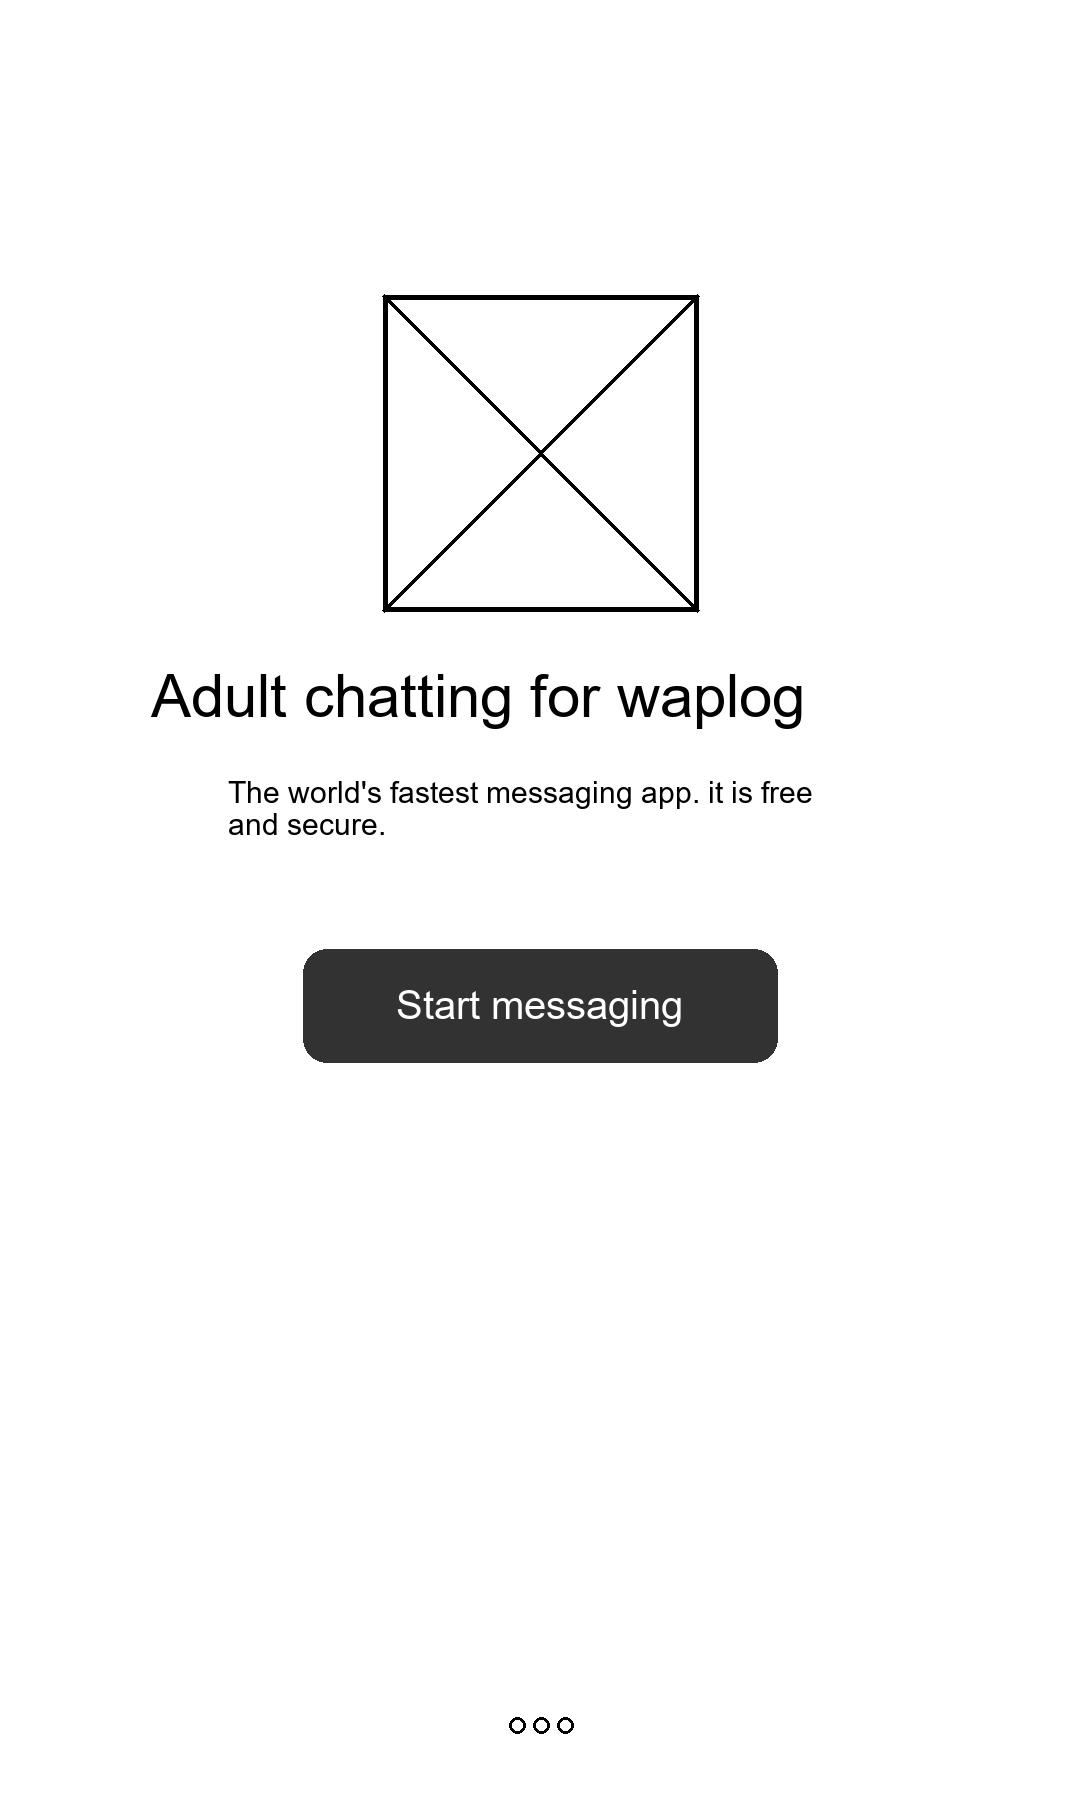 Adult chatting for waplog
The world's fastest messaging app. it is free
and secure.
Start messaging